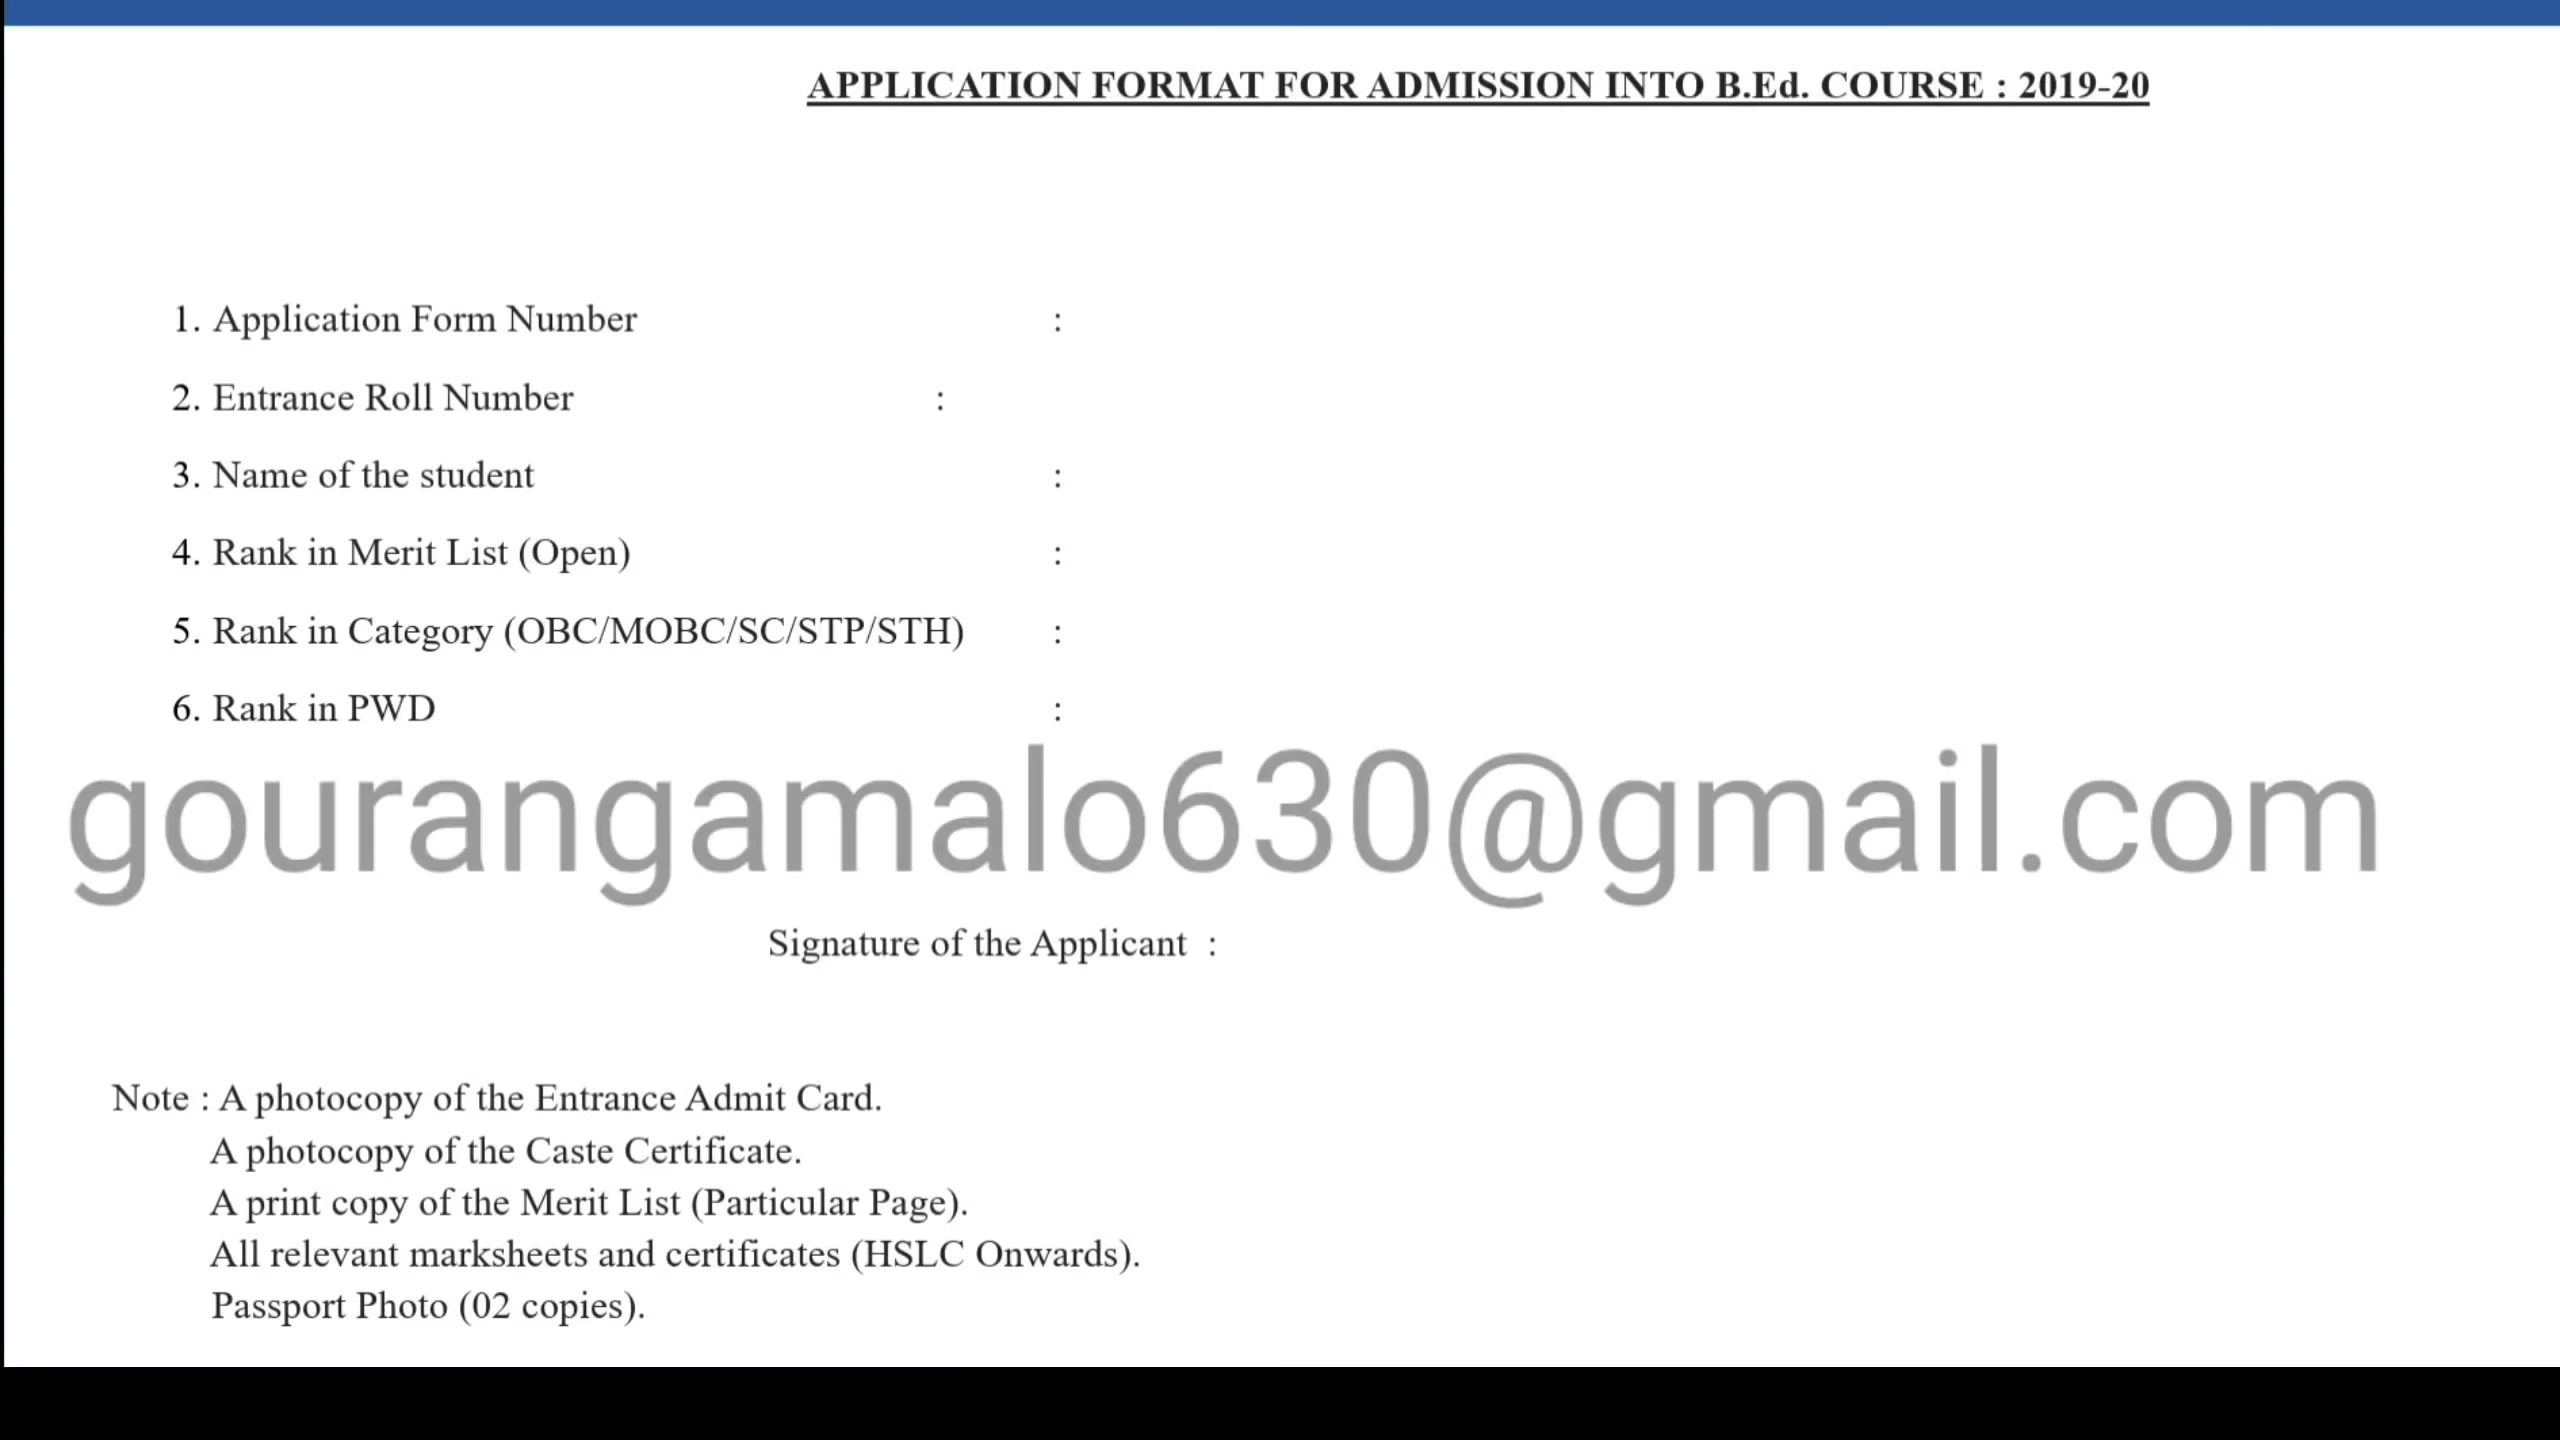 APPLICATION FORMAT FOR ADMISSION INTO B.Ed. COURSE : 2019-20
1. Application Form Number :
2. Entrance Roll Number :
3. Name of the student :
4. Rank in Merit List (Open) :
5. Rank in Category (OBC/MOBC/SC/STP/STH) :
6. Rank in PWD :
gourangamalo630@gmail.com
Signature of the Applicant :
Note : A photocopy of the Entrance Admit Card.
A photocopy of the Caste Certificate.
A print copy of the Merit List (Particular Page).
All relevant marksheets and certificates (HSLC Onwards).
Passport Photo (02 copies).